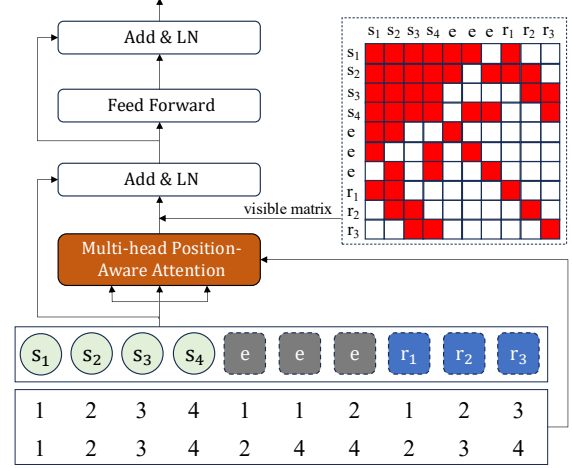 Add & LN
Feed Forward
Add & LN
visible matrix
Multi-head Position-
Aware Attention
s₁ s₂ s₃ s₄ e e e r₁ r₂ r₃
s₁
s₂
s₃
s₄
e
e
e
r₁
r₂
r₃
s₁ s₂ s₃ s₄ e e e r₁ r₂ r₃
1 2 3 4 1 1 2 1 2 3
1 2 3 4 2 4 4 2 3 4